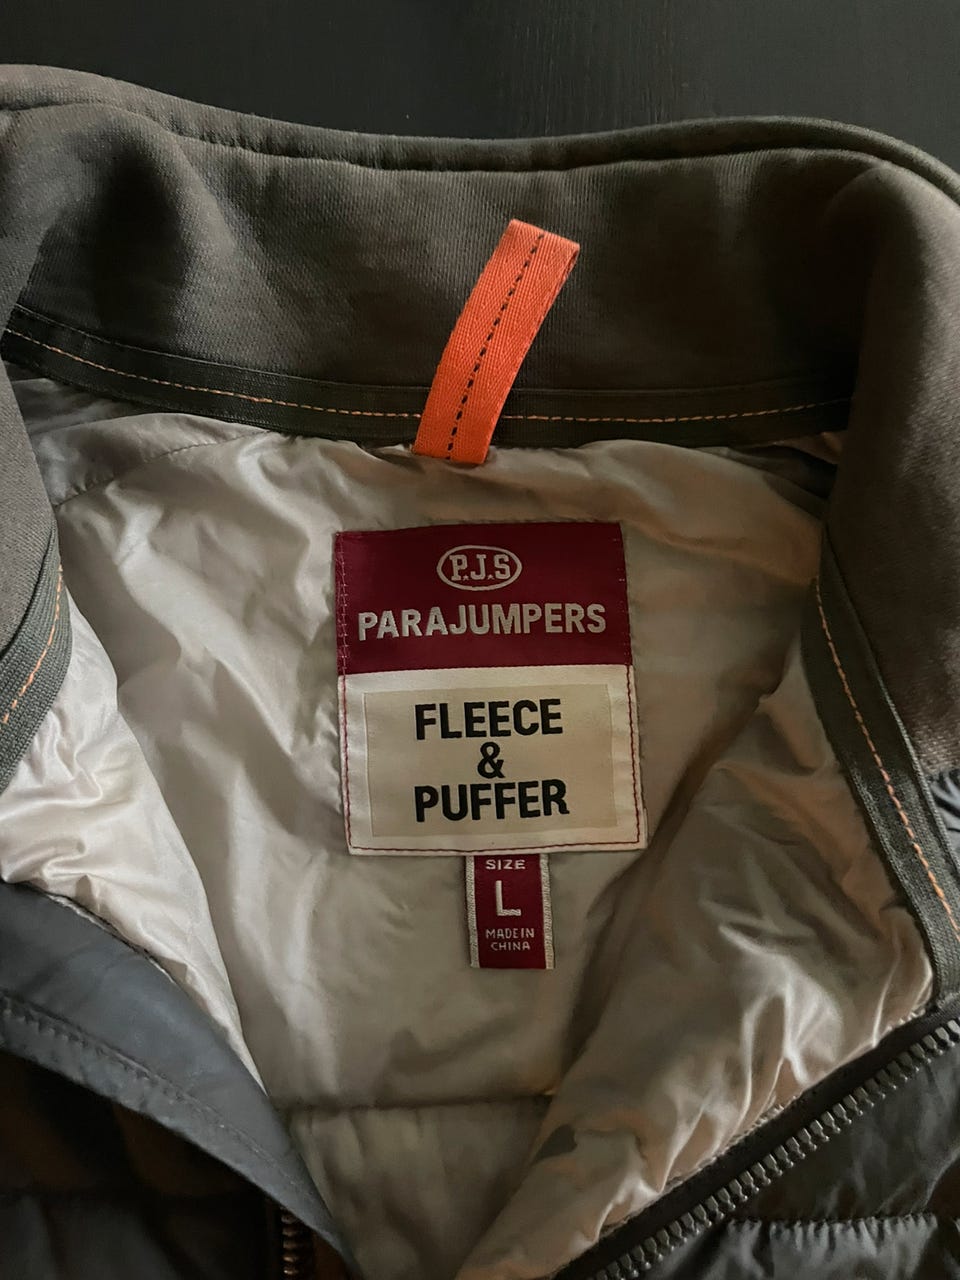 P.J.S
PARAJUMPERS
FLEECE
&
PUFFER
SIZE
L
MADE IN
CHINA